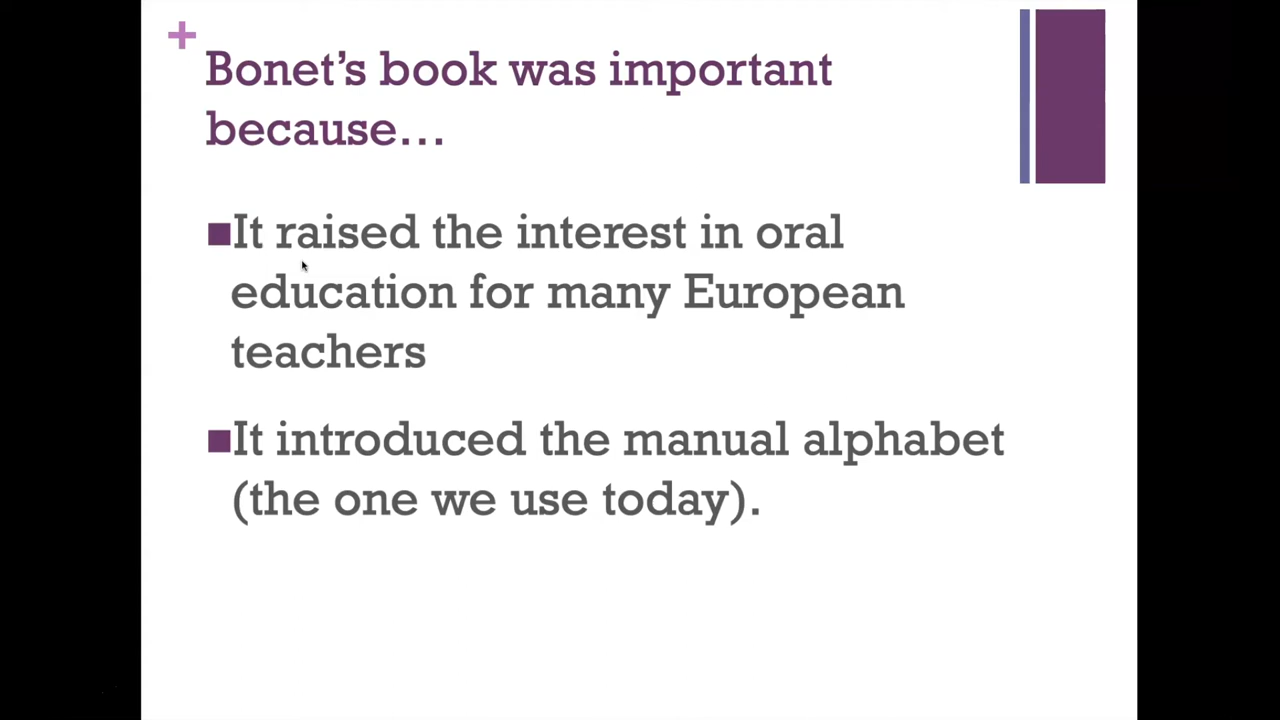 +
Bonet’s book was important
because…
■It raised the interest in oral
education for many European
teachers
■It introduced the manual alphabet
(the one we use today).